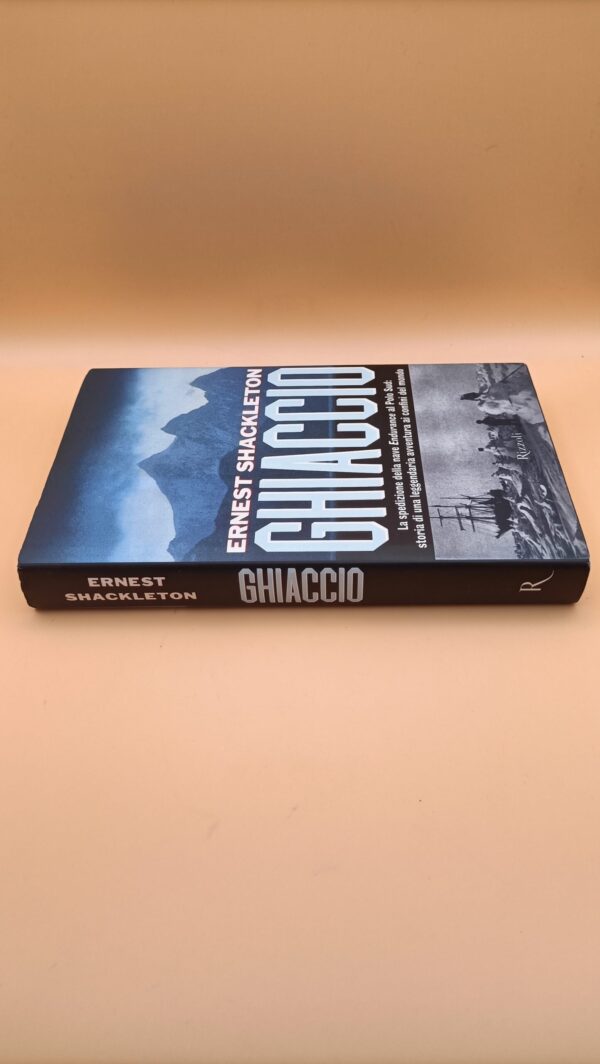 ERNEST SHACKLETON
GHIACCIO
La spedizione della nave Endurance al Polo Sud:
storia di una leggendaria avventura ai confini del mondo
Rizzoli
ERNEST
SHACKLETON
GHIACCIO
R